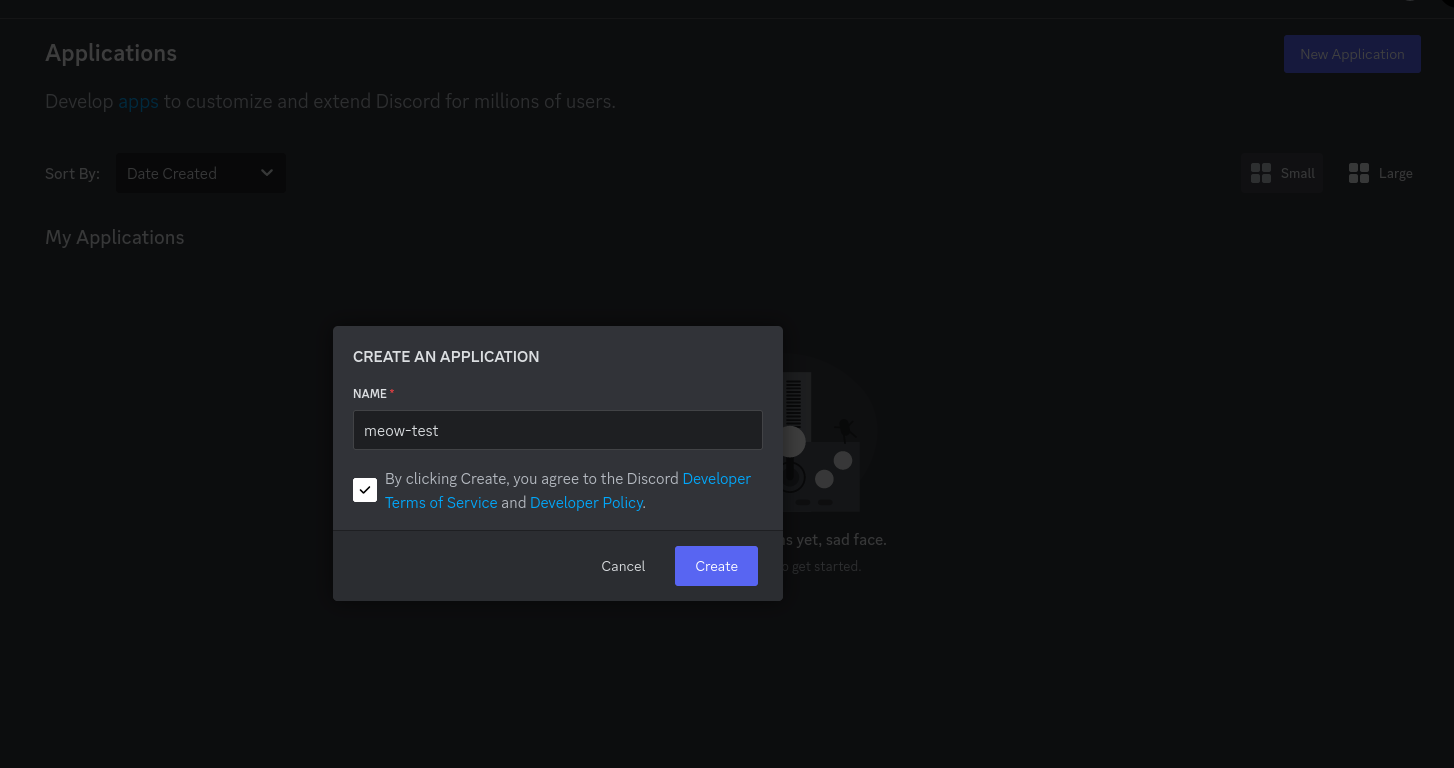 Applications
New Application
Develop apps to customize and extend Discord for millions of users.
Sort By:
Date Created
Small
Large
My Applications
CREATE AN APPLICATION
NAME*
meow-test
By clicking Create, you agree to the Discord Developer
Terms of Service and Developer Policy.
yet, sad face.
get started.
Cancel
Create